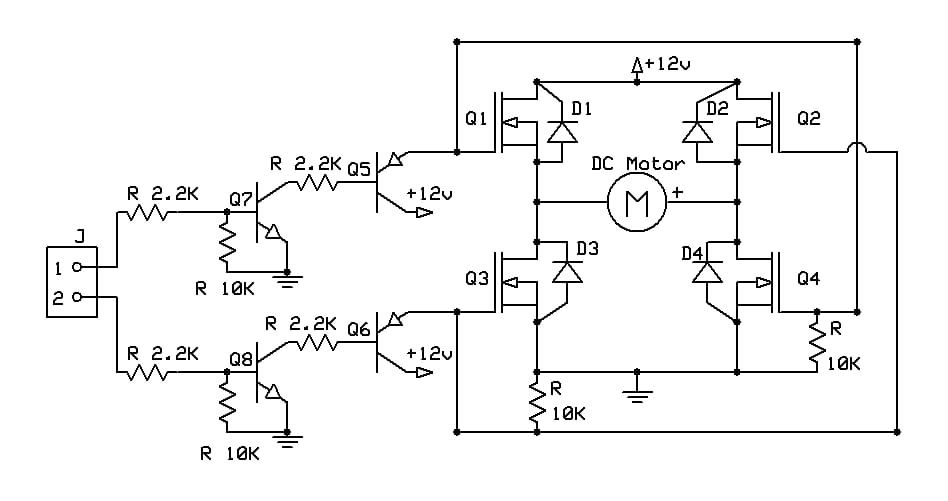 +12v
D1
D2
Q1
Q2
DC Motor
R 2.2K
Q5
M
+
+12v
R 2.2K
Q7
J
1
2
R 10K
D3
D4
Q3
Q4
R 2.2K
Q6
R
10K
+12v
R 2.2K
Q8
R
10K
R 10K